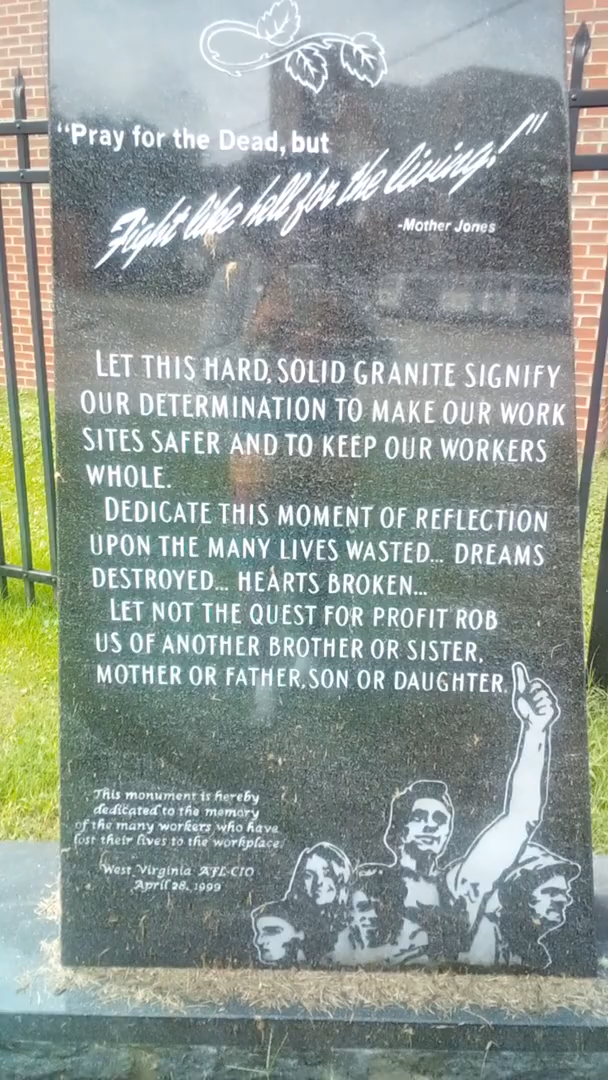 "Pray for the Dead, but
Fight like hell for the living!"
-Mother Jones
LET THIS HARD, SOLID GRANITE SIGNIFY
OUR DETERMINATION TO MAKE OUR WORK
SITES SAFER AND TO KEEP OUR WORKERS
WHOLE.
DEDICATE THIS MOMENT OF REFLECTION
UPON THE MANY LIVES WASTED... DREAMS
DESTROYED... HEARTS BROKEN...
LET NOT THE QUEST FOR PROFIT ROB
US OF ANOTHER BROTHER OR SISTER,
MOTHER OR FATHER, SON OR DAUGHTER.
This monument is hereby
dedicated to the memory
of the many workers who have
lost their lives to the workplace.
West Virginia AFL-CIO
April 28, 1999